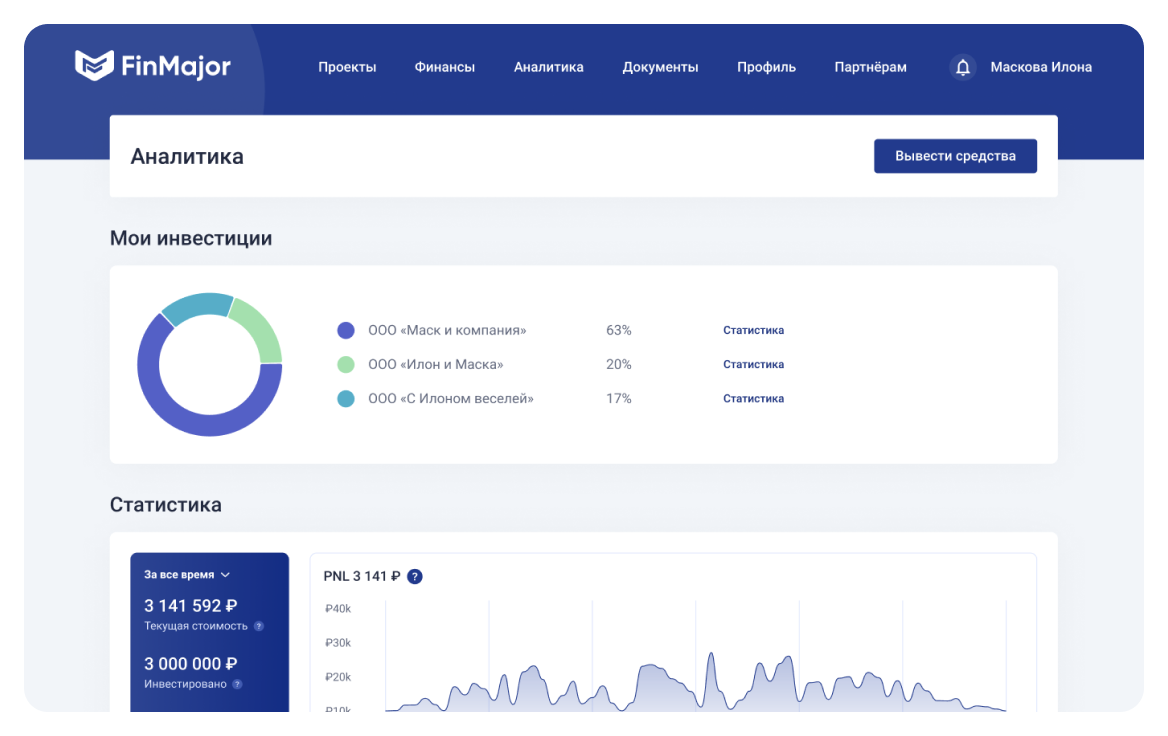 FinMajor
Проекты Финансы Аналитика Документы Профиль Партнёрам Маскова Илона
Аналитика
Вывести средства
Мои инвестиции
ООО «Маск и компания» 63% Статистика
ООО «Илон и Маска» 20% Статистика
ООО «С Илоном веселей» 17% Статистика
Статистика
За все время
3 141 592 ₽
Текущая стоимость ?
3 000 000 ₽
Инвестировано ?
PNL 3 141 ₽ ?
₽40k
₽30k
₽20k
₽10k